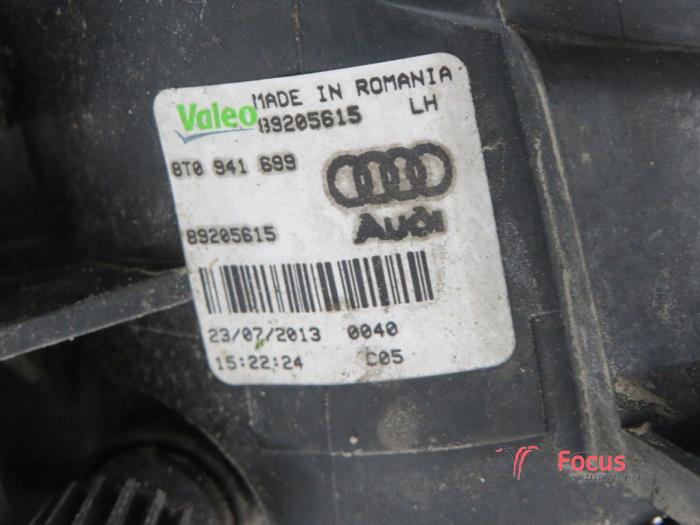 Valeo MADE IN ROMANIA
89205615 LH
8T0 941 699
Audi
89205615
23/07/2013 0040
15:22:24 C05
Focus
AUTOMOTIVE